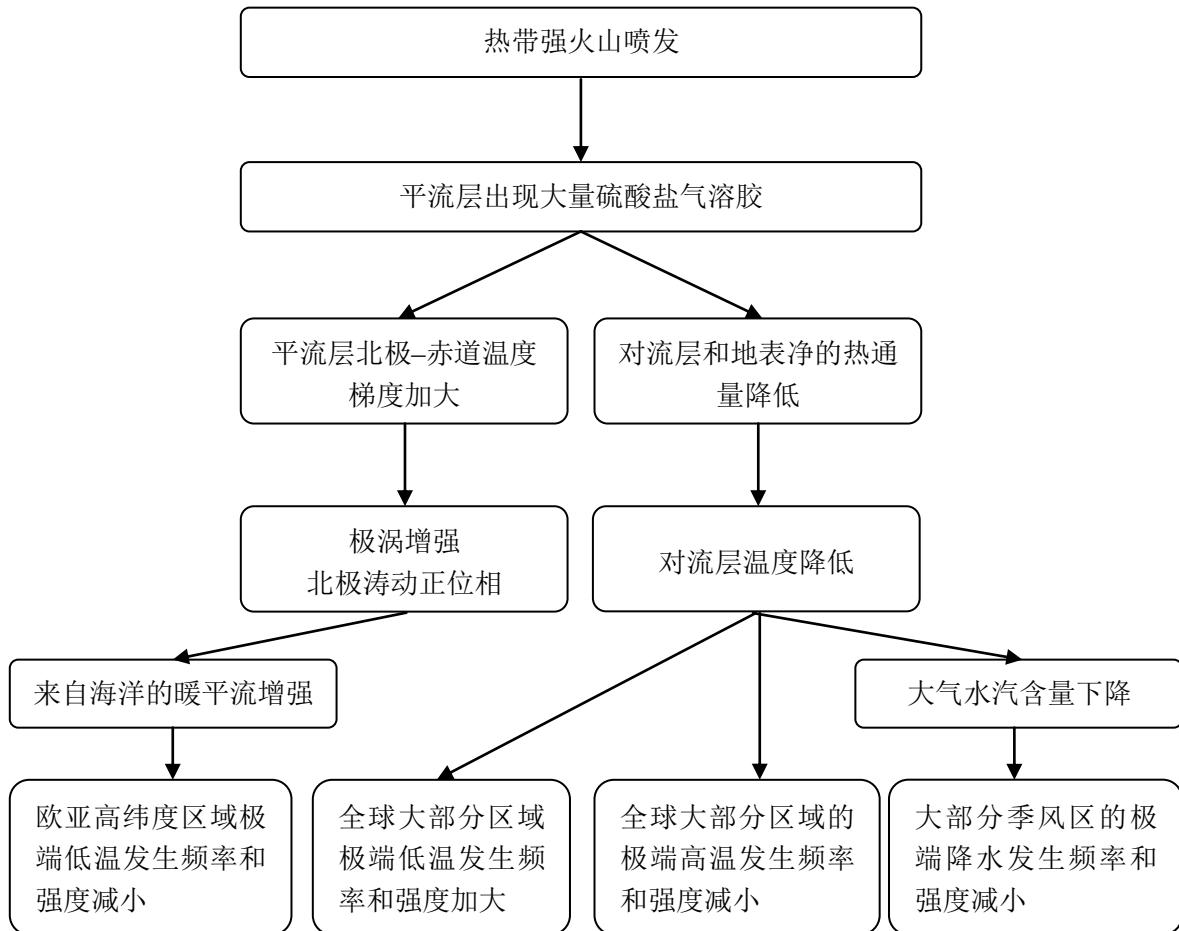 热带强火山喷发
平流层出现大量硫酸盐气溶胶
平流层北极–赤道温度
梯度加大
对流层和地表净的热通
量降低
极涡增强
北极涛动正位相
对流层温度降低
来自海洋的暖平流增强
大气水汽含量下降
欧亚高纬度区域极
端低温发生频率和
强度减小
全球大部分区域
极端低温发生频
率和强度加大
全球大部分区域的
极端高温发生频率
和强度减小
大部分季风区的极
端降水发生频率和
强度减小